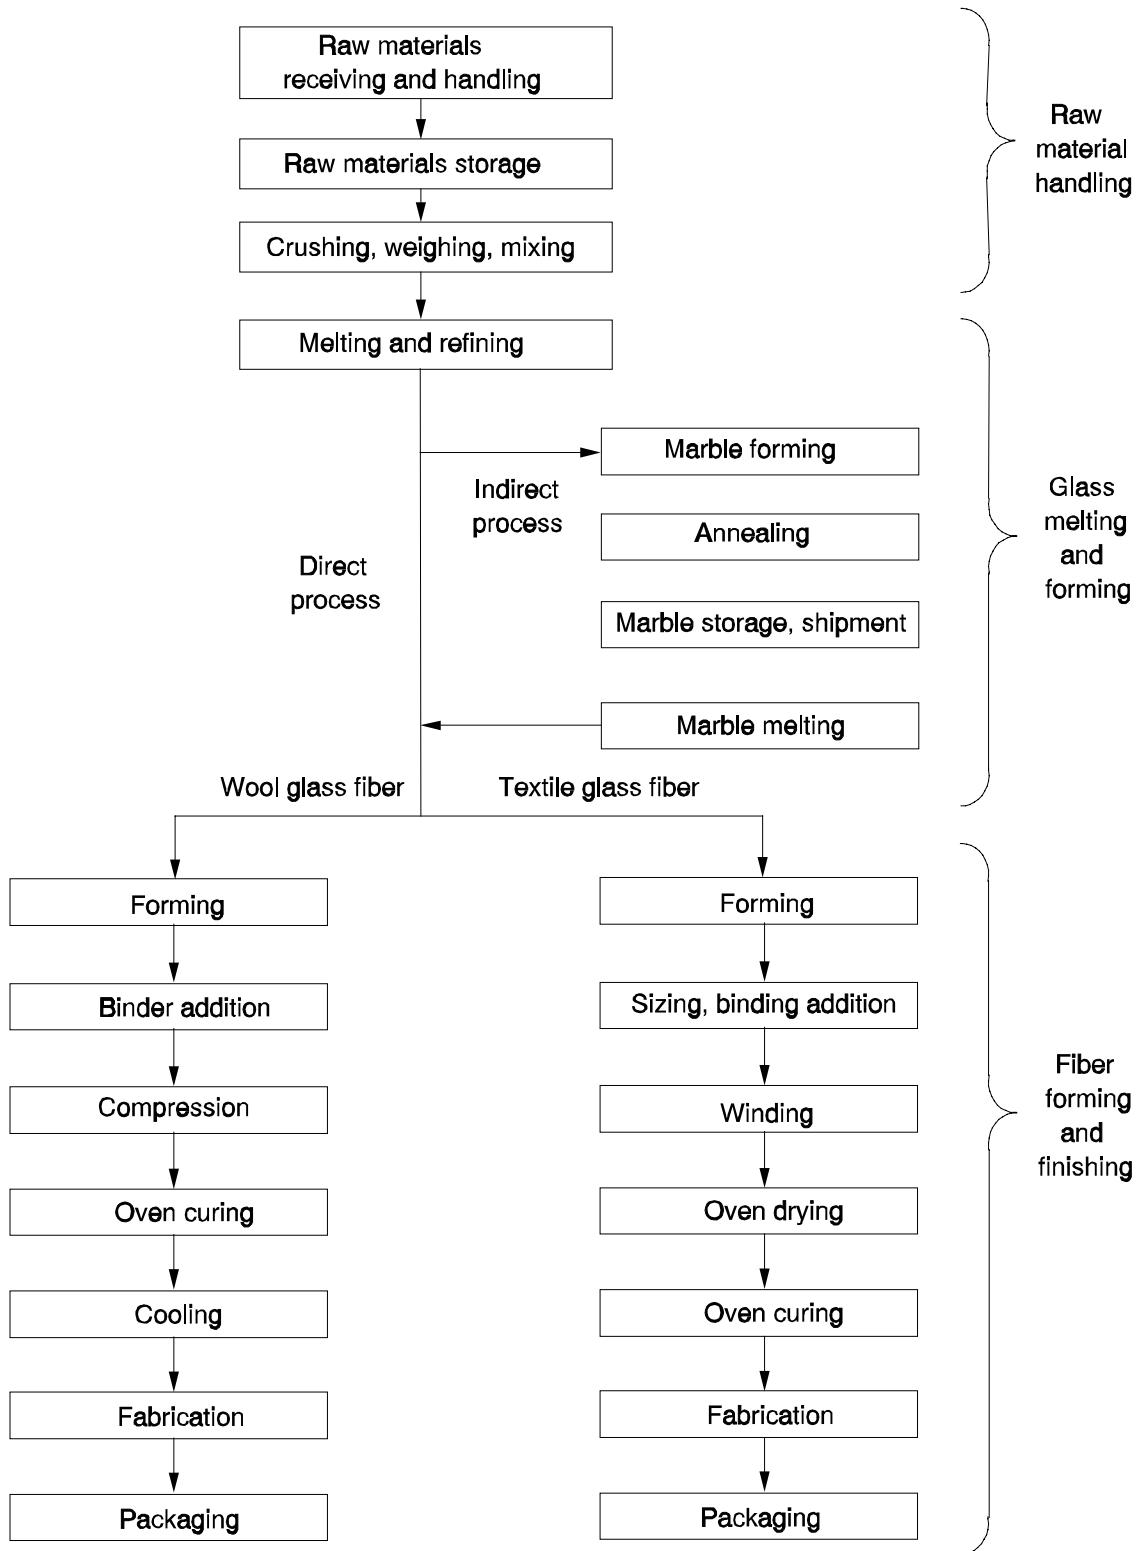 Raw materials
receiving and handling
Raw materials storage
Crushing, weighing, mixing
Raw
material
handling
Melting and refining
Marble forming
Indirect
process
Annealing
Direct
process
Marble storage, shipment
Marble melting
Glass
melting
and
forming
Wool glass fiber
Textile glass fiber
Forming
Binder addition
Compression
Oven curing
Cooling
Fabrication
Packaging
Forming
Sizing, binding addition
Winding
Oven drying
Oven curing
Fabrication
Packaging
Fiber
forming
and
finishing